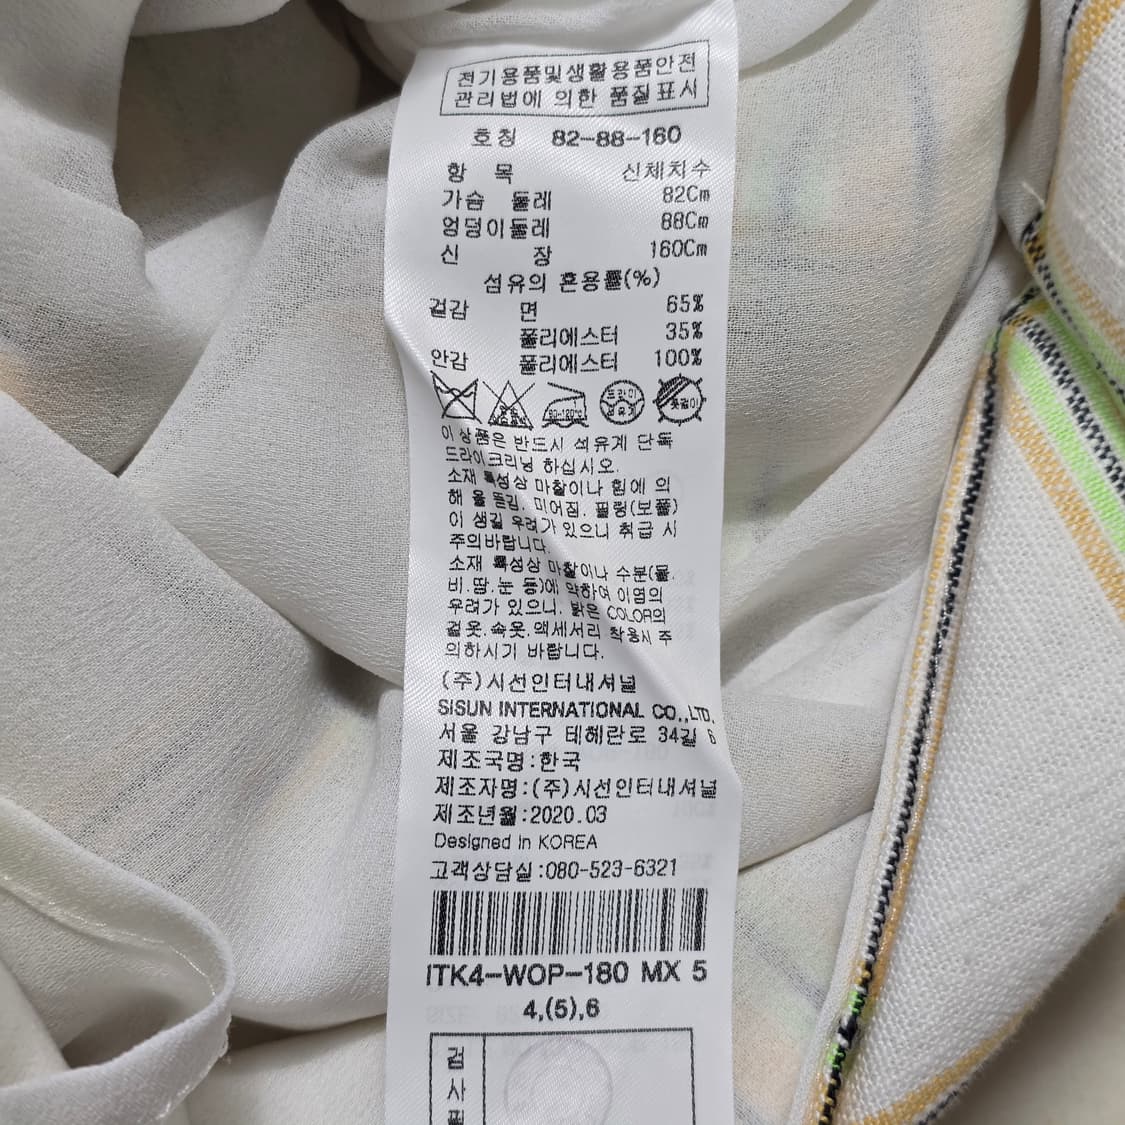 전기용품및생활용품안전
관리법에 의한 품질표시
호칭 82-88-160
항 목 신체치수
가슴 둘레 82Cm
엉덩이둘레 88Cm
신 장 160Cm
섬유의 혼용률(%)
겉감 면 65%
폴리에스터 35%
안감 폴리에스터 100%
80-120℃ 드라이 석유계 옷걸이
이 상품은 반드시 석유계 단독
드라이크리닝 하십시오.
소재 특성상 마찰이나 힘에 의
해 올 뜯김, 미어짐, 필링(보풀)
이 생길 우려가 있으니 취급 시
주의바랍니다.
소재 특성상 마찰이나 수분(물,
비,땀,눈 등)에 약하여 이염의
우려가 있으니, 밝은 COLOR의
겉옷,속옷,액세서리 착용시 주
의하시기 바랍니다.
(주)시선인터내셔널
SISUN INTERNATIONAL CO.,LTD.
서울 강남구 테헤란로 34길 6
제조국명:한국
제조자명:(주)시선인터내셔널
제조년월:2020.03
Designed in KOREA
고객상담실:080-523-6321
ITK4-WOP-180 MX 5
4,(5),6
검
사
필